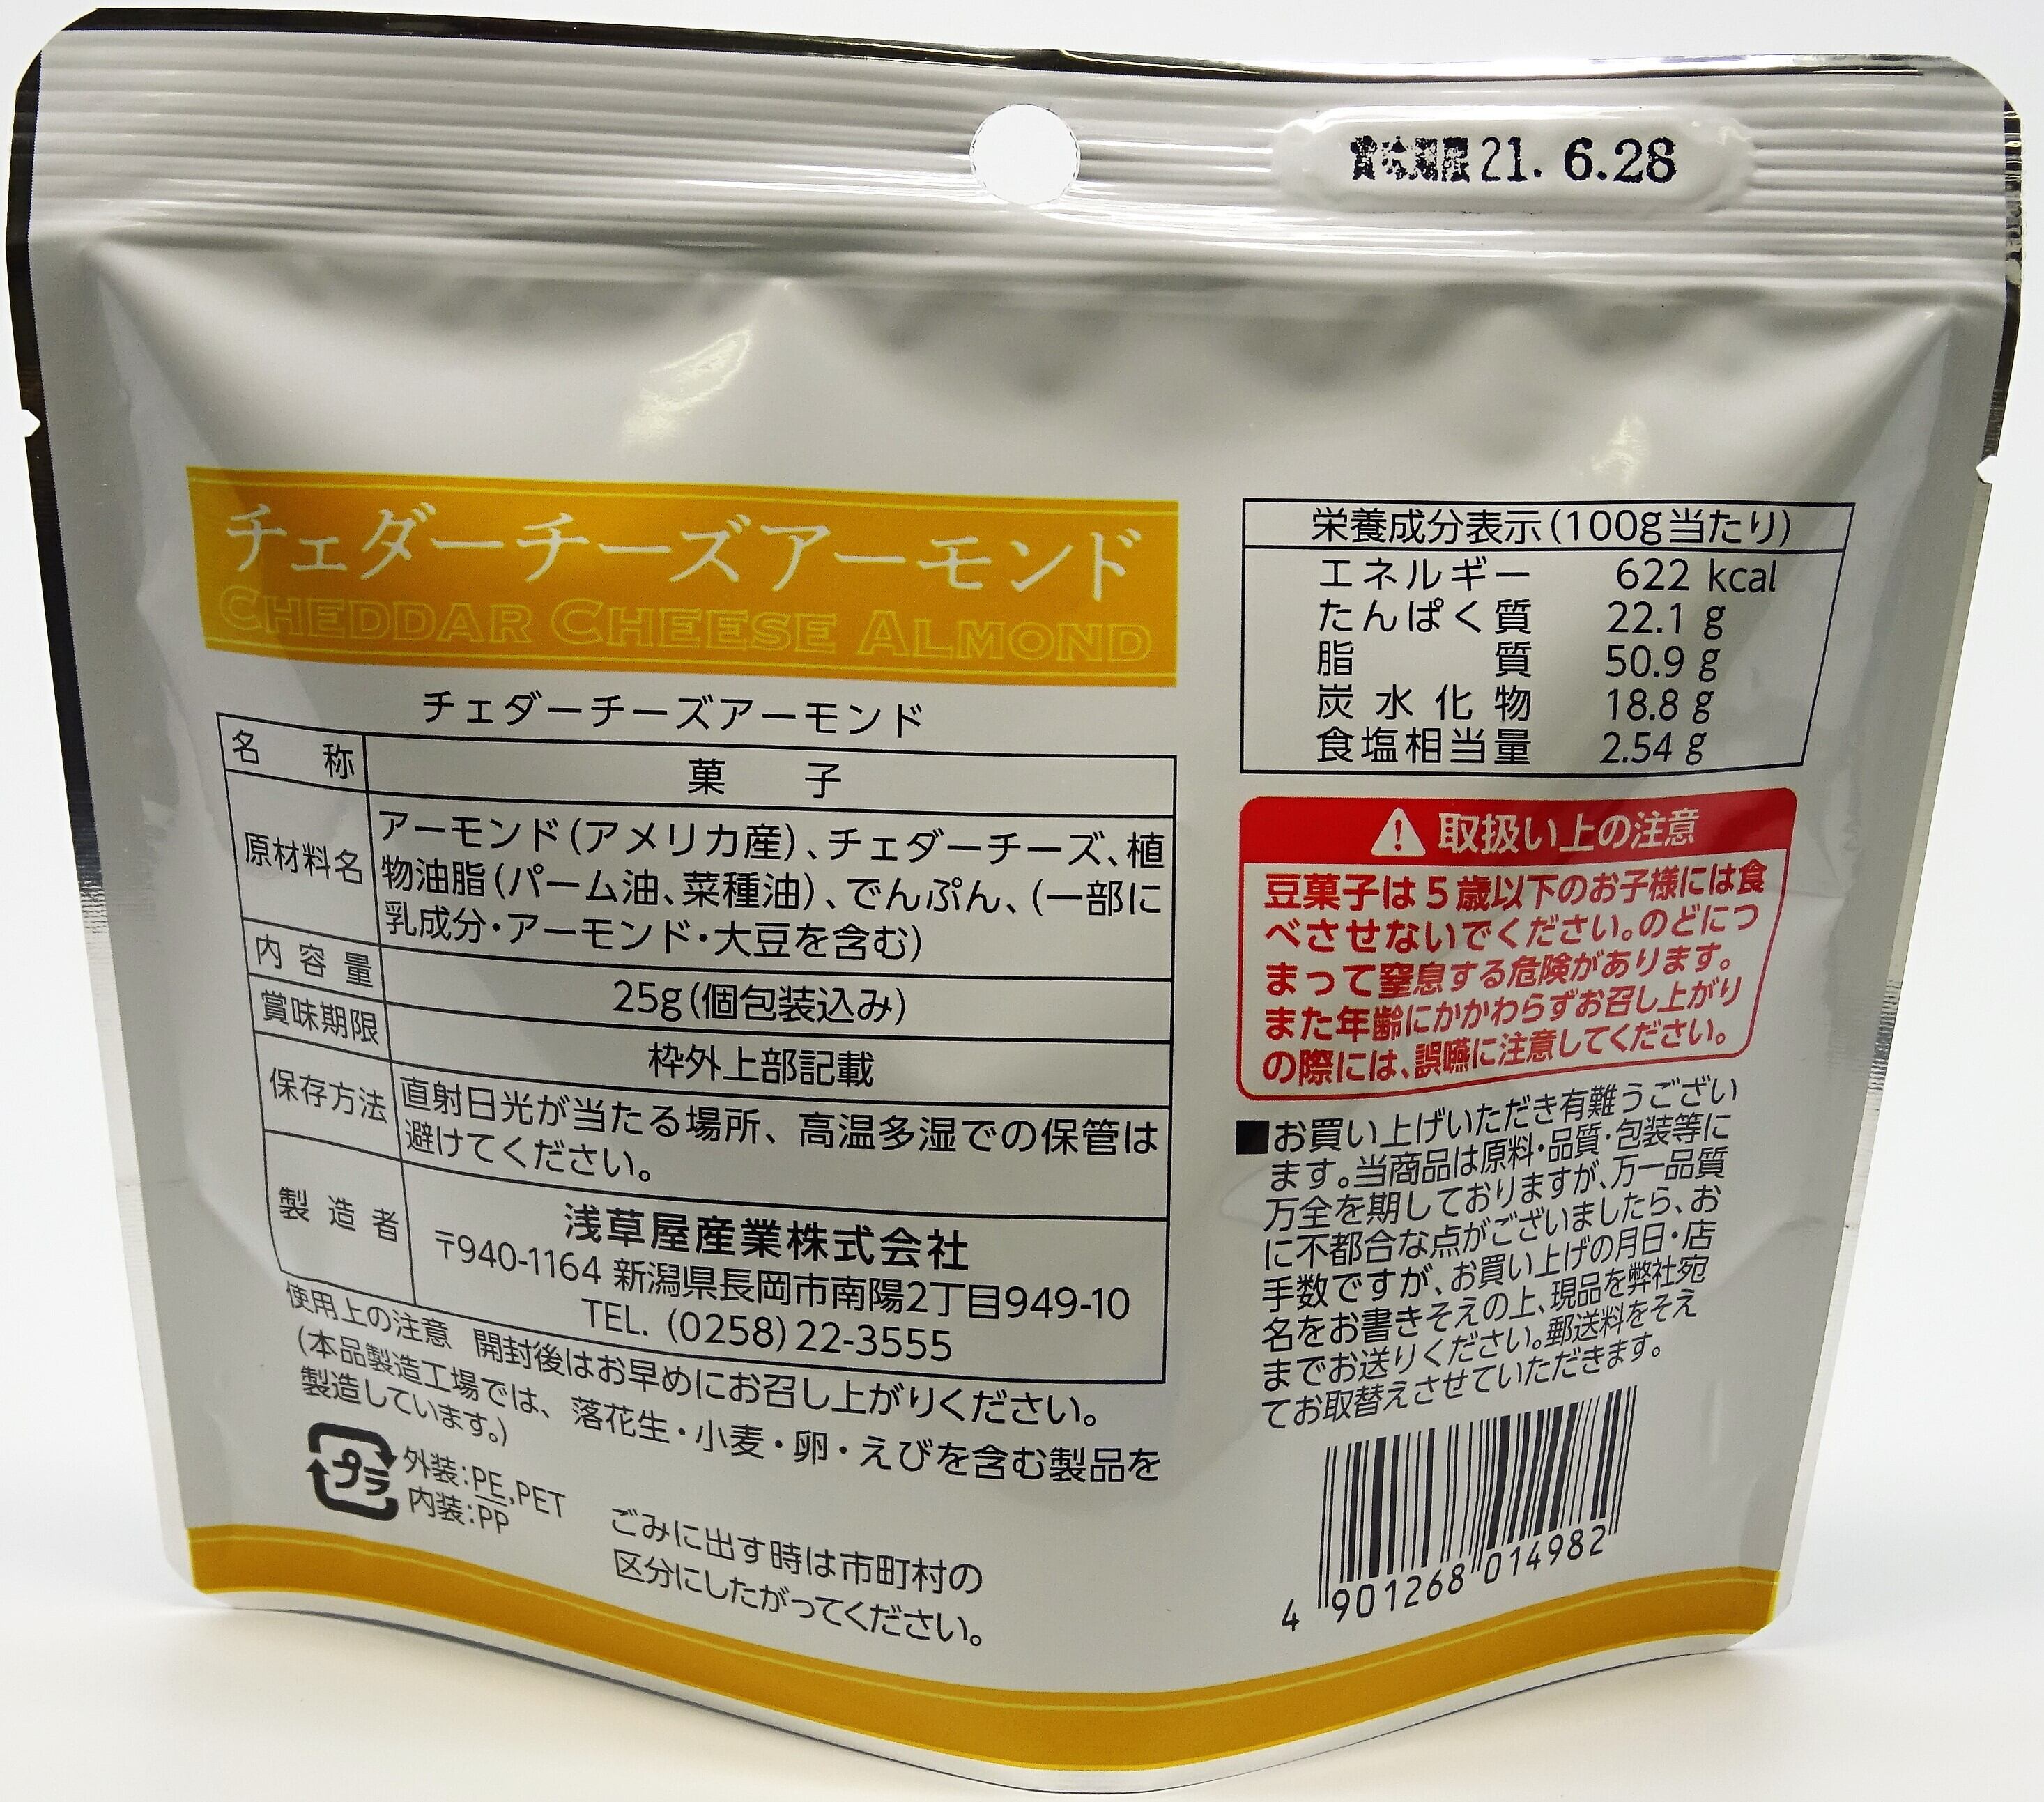 賞味期限 21. 6.28
チェダーチーズアーモンド
CHEDDAR CHEESE ALMOND
チェダーチーズアーモンド
名 称 菓 子
原材料名 アーモンド(アメリカ産)、チェダーチーズ、植
物油脂(パーム油、菜種油)、でんぷん、(一部に
乳成分・アーモンド・大豆を含む)
内容量 25g(個包装込み)
賞味期限 枠外上部記載
保存方法 直射日光が当たる場所、高温多湿での保管は
避けてください。
製造者 浅草屋産業株式会社
〒940-1164 新潟県長岡市南陽2丁目949-10
TEL. (0258)22-3555
使用上の注意 開封後はお早めにお召し上がりください。
(本品製造工場では、落花生・小麦・卵・えびを含む製品を
製造しています。)
プラ
外装:PE,PET
内装:PP
ごみに出す時は市町村の
区分にしたがってください。
栄養成分表示(100g当たり)
エネルギー 622 kcal
たんぱく質 22.1 g
脂質 50.9 g
炭水化物 18.8 g
食塩相当量 2.54 g
取扱い上の注意
豆菓子は5歳以下のお子様には食
べさせないでください。のどにつ
まって窒息する危険があります。
また年齢にかかわらずお召し上がり
の際には、誤嚥に注意してください。
■お買い上げいただき有難うござい
ます。当商品は原料・品質・包装等に
万全を期しておりますが、万一品質
に不都合な点がございましたら、お
手数ですが、お買い上げの月日・店
名をお書きそえの上、現品を弊社宛
までお送りください。郵送料をそえ
てお取替えさせていただきます。
4 901268 014982